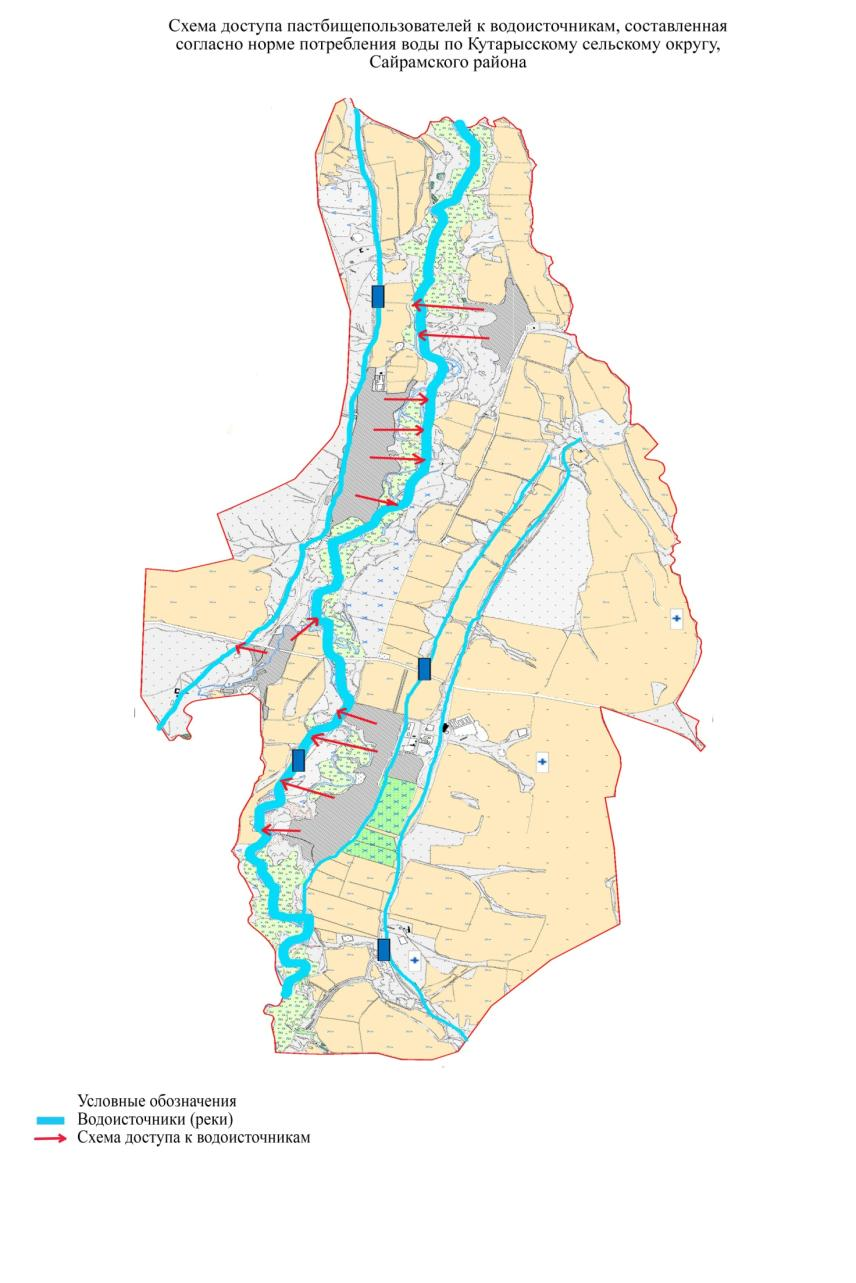 Схема доступа пастбищепользователей к водоисточникам, составленная
согласно норме потребления воды по Кутарысскому сельскому округу,
Сайрамского района
Условные обозначения
Водоисточники (реки)
Схема доступа к водоисточникам